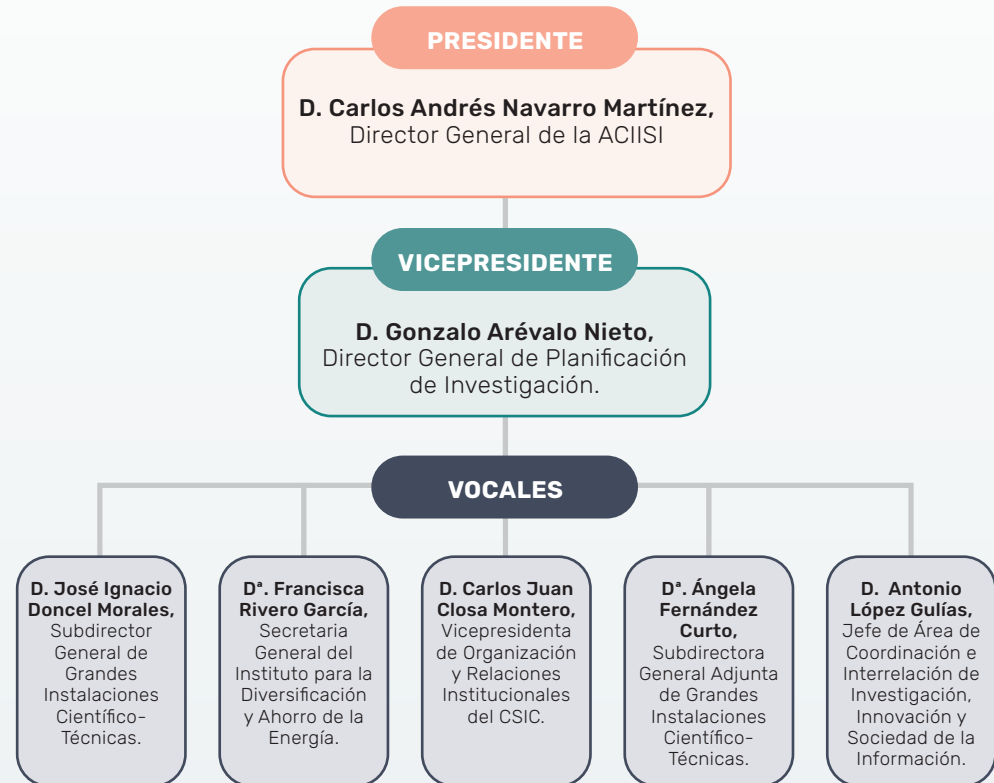 PRESIDENTE
D. Carlos Andrés Navarro Martínez,
Director General de la ACIISI
VICEPRESIDENTE
D. Gonzalo Arévalo Nieto,
Director General de Planificación
de Investigación.
VOCALES
D. José Ignacio
Doncel Morales,
Subdirector
General de
Grandes
Instalaciones
Científico-
Técnicas.
Dª. Francisca
Rivero García,
Secretaria
General del
Instituto para la
Diversificación
y Ahorro de la
Energía.
D. Carlos Juan
Closa Montero,
Vicepresidenta
de Organización
y Relaciones
Institucionales
del CSIC.
Dª. Ángela
Fernández
Curto,
Subdirectora
General Adjunta
de Grandes
Instalaciones
Científico-
Técnicas.
D. Antonio
López Gulías,
Jefe de Área de
Coordinación e
Interrelación de
Investigación,
Innovación y
Sociedad de la
Información.